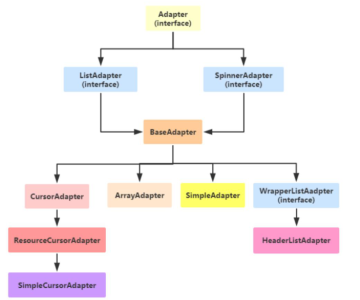 Adapter
(interface)
ListAdapter
(interface)
SpinnerAdapter
(interface)
BaseAdapter
CursorAdapter
ArrayAdapter
SimpleAdapter
WrapperListAadpter
(interface)
ResourceCursorAdapter
HeaderListAdapter
SimpleCursorAdapter